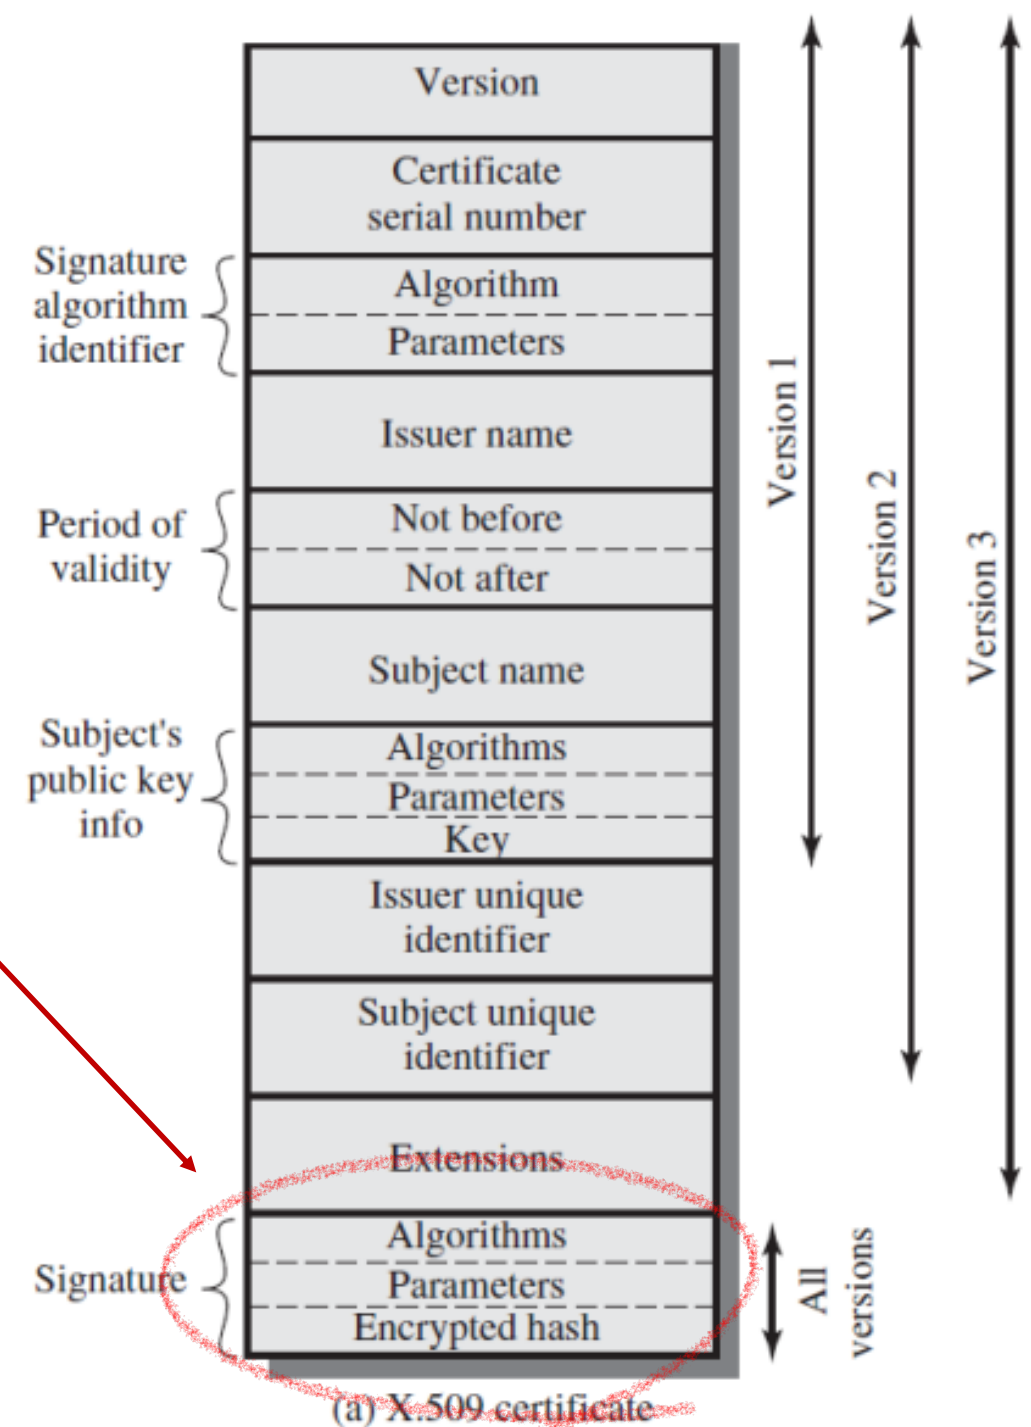 Version
Certificate
serial number
Signature
algorithm
identifier
Algorithm
Parameters
Issuer name
Period of
validity
Not before
Not after
Subject name
Subject's
public key
info
Algorithms
Parameters
Key
Issuer unique
identifier
Subject unique
identifier
Extensions
Signature
Algorithms
Parameters
Encrypted hash
Version 1
Version 2
Version 3
All
versions
(a) X.509 certificate